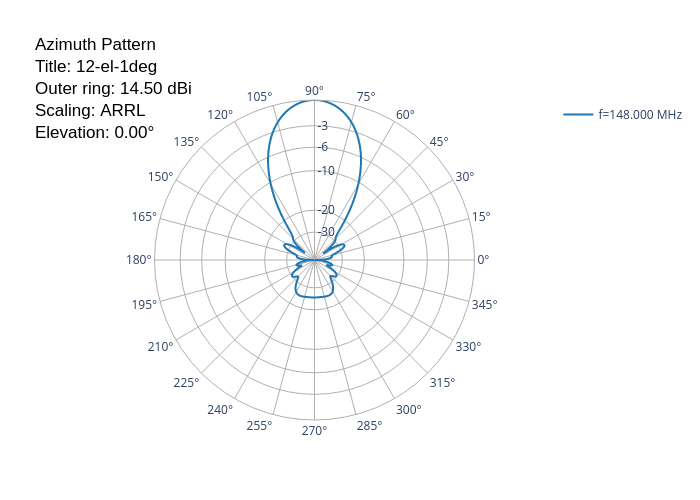 Azimuth Pattern
Title: 12-el-1deg
Outer ring: 14.50 dBi
Scaling: ARRL
Elevation: 0.00°
f=148.000 MHz
105° 90° 75°
120° 60°
135° 45°
150° 30°
165° 15°
180° 0°
195° 345°
210° 330°
225° 315°
240° 300°
255° 270° 285°
-3
-6
-10
-20
-30